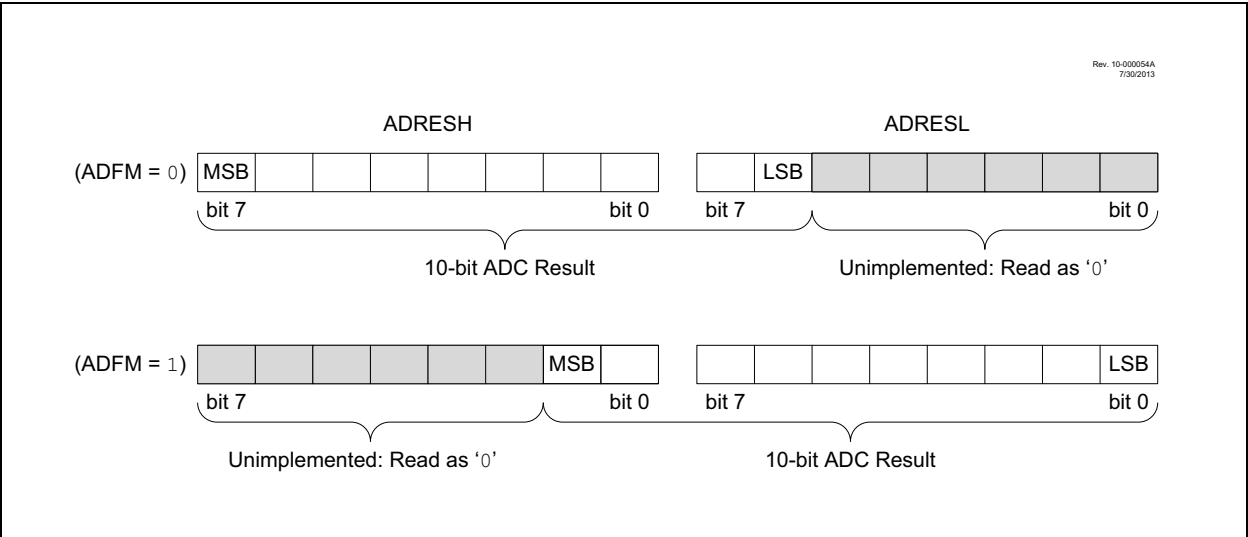 Rev. 10-000054A
7/30/2013
ADRESH ADRESL
(ADFM = 0) MSB LSB
bit 7 bit 0 bit 7 bit 0
10-bit ADC Result Unimplemented: Read as ‘0’
(ADFM = 1) MSB LSB
bit 7 bit 0 bit 7 bit 0
Unimplemented: Read as ‘0’ 10-bit ADC Result